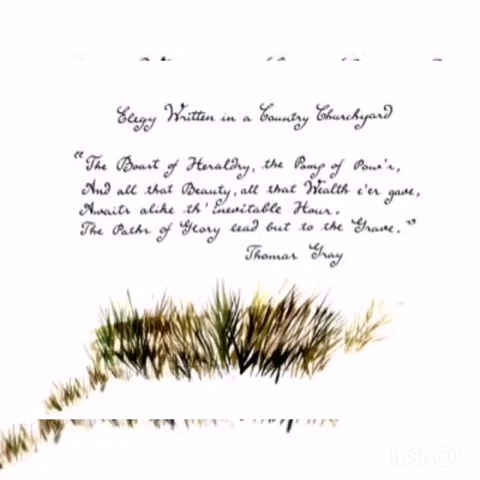 Elegy Written in a Country Churchyard
“The Boast of Heraldry, the Pomp of Pow'r,
And all that Beauty, all that Wealth e'er gave,
Awaits alike th' Inevitable Hour.
The Paths of Glory lead but to the Grave.”
Thomas Gray
InShOt